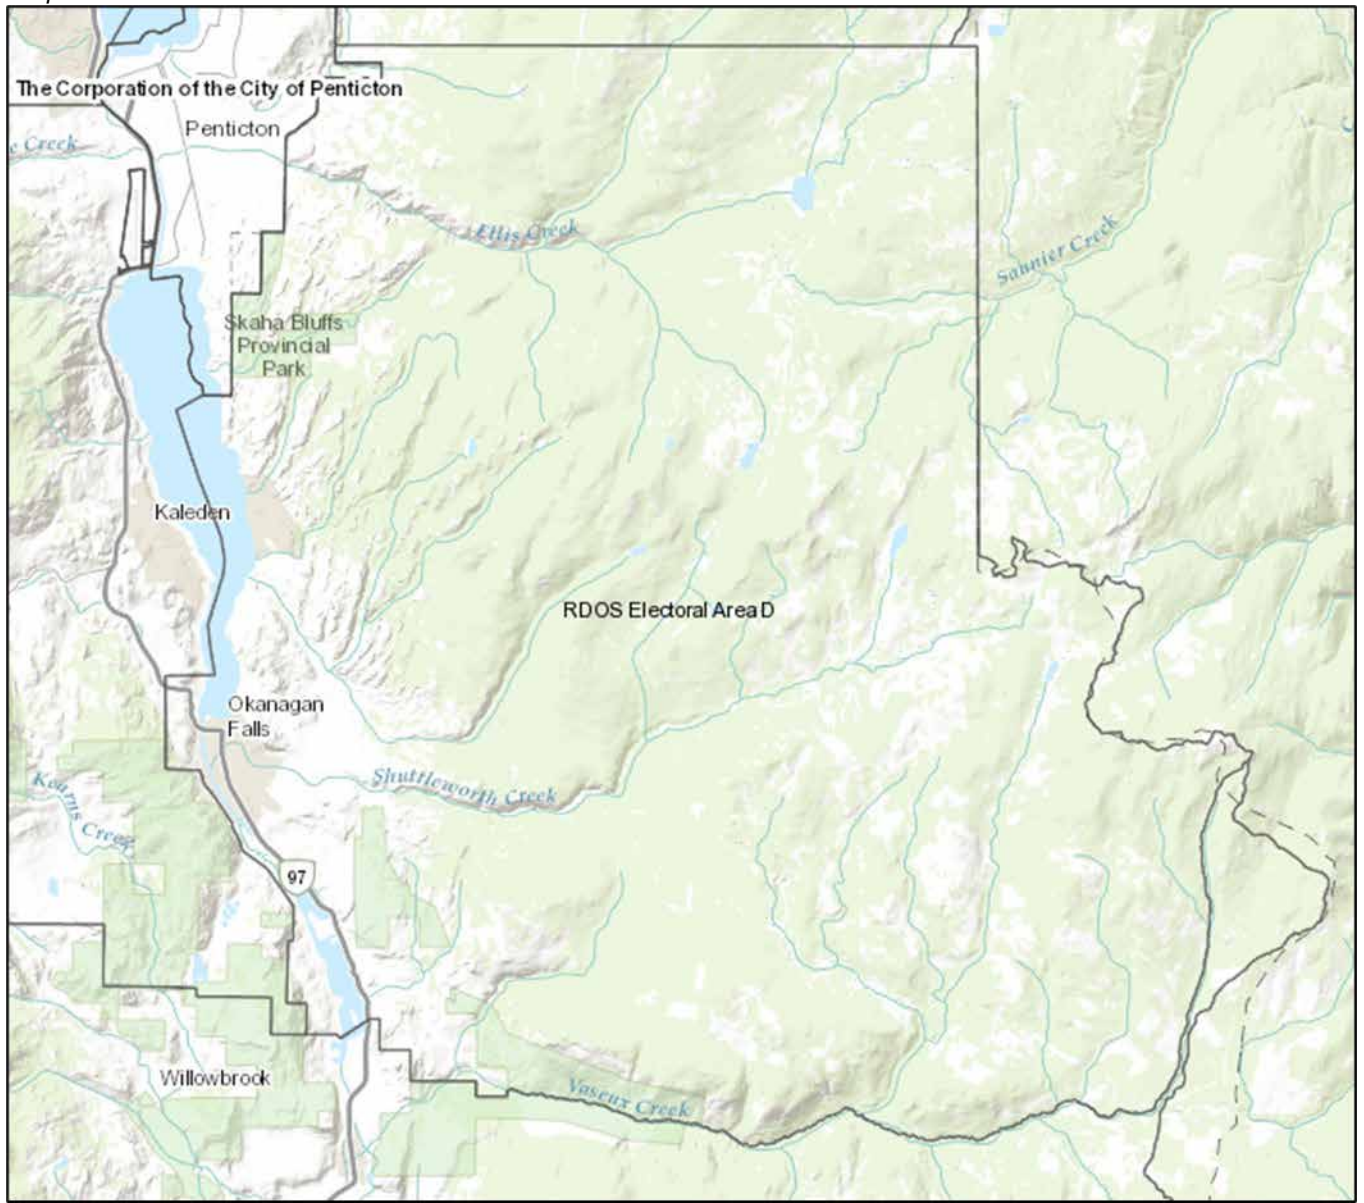 The Corporation of the City of Penticton
Penticton
Creek
Ellis Creek
Saunier Creek
Skaha Bluffs
Provincial
Park
Kaleden
RDOS Electoral Area D
Okanagan
Falls
Shuttleworth Creek
Kearns Creek
97
Willowbrook
Vaseux Creek